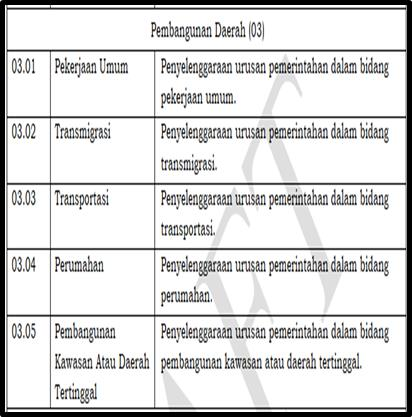 Pembangunan Daerah (03)
03.01 Pekerjaan Umum Penyelenggaraan urusan pemerintahan dalam bidang
pekerjaan umum.
03.02 Transmigrasi Penyelenggaraan urusan pemerintahan dalam bidang
transmigrasi.
03.03 Transportasi Penyelenggaraan urusan pemerintahan dalam bidang
transportasi.
03.04 Perumahan Penyelenggaraan urusan pemerintahan dalam bidang
perumahan.
03.05 Pembangunan Penyelenggaraan urusan pemerintahan dalam bidang
Kawasan Atau Daerah pembangunan kawasan atau daerah tertinggal.
Tertinggal